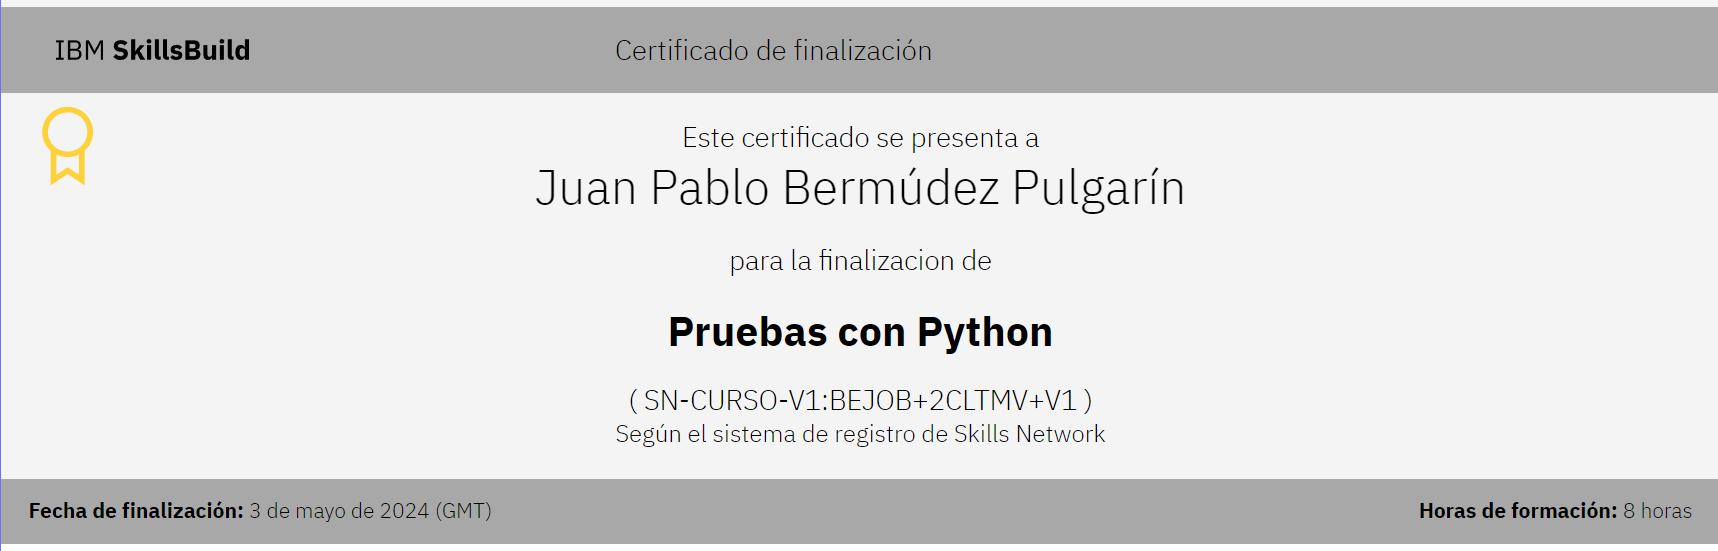 IBM SkillsBuild
Certificado de finalización
Este certificado se presenta a
Juan Pablo Bermúdez Pulgarín
para la finalizacion de
Pruebas con Python
( SN-CURSO-V1:BEJOB+2CLTMV+V1 )
Según el sistema de registro de Skills Network
Fecha de finalización: 3 de mayo de 2024 (GMT)
Horas de formación: 8 horas